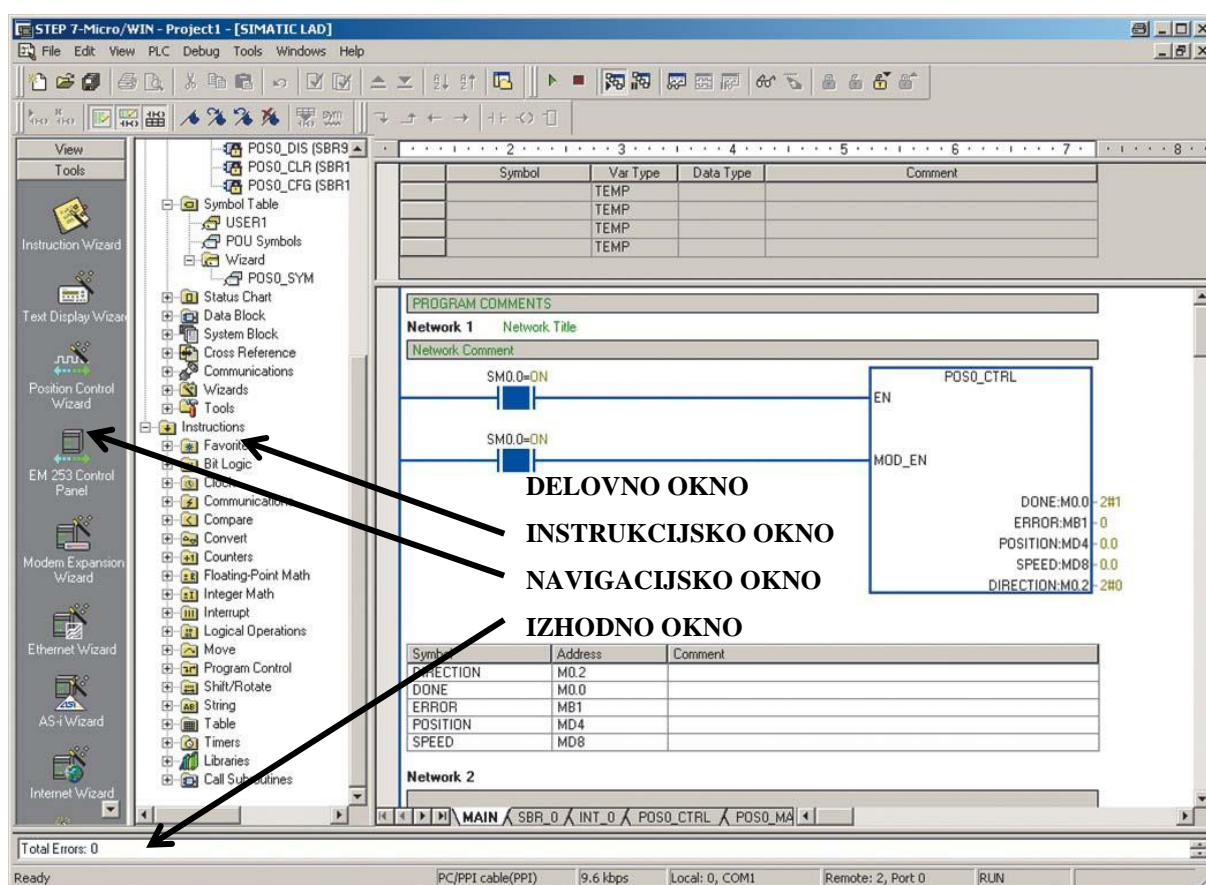 STEP 7-Micro/WIN - Project1 - [SIMATIC LAD]
File Edit View PLC Debug Tools Windows Help
View
Tools
Instruction Wizard
Text Display Wizar
Position Control
Wizard
EM 253 Control
Panel
Modem Expansion
Wizard
Ethernet Wizard
AS-i Wizard
Internet Wizard
POS0_DIS (SBR9
POS0_CLR (SBR1
POS0_CFG (SBR1
Symbol Table
USER1
POU Symbols
Wizard
POS0_SYM
Status Chart
Data Block
System Block
Cross Reference
Communications
Wizards
Tools
Instructions
Favorites
Bit Logic
Clock
Communications
Compare
Convert
Counters
Floating-Point Math
Integer Math
Interrupt
Logical Operations
Move
Program Control
Shift/Rotate
String
Table
Timers
Libraries
Call Subroutines
2 3 4 5 6 7 8
Symbol Var Type Data Type Comment
TEMP
TEMP
TEMP
TEMP
PROGRAM COMMENTS
Network 1 Network Title
Network Comment
SM0.0=ON
POS0_CTRL
EN
SM0.0=ON
MOD_EN
DONE:M0.0 2#1
ERROR:MB1 0
POSITION:MD4 0.0
SPEED:MD8 0.0
DIRECTION:M0.2 2#0
DELOVNO OKNO
INSTRUKCIJSKO OKNO
NAVIGACIJSKO OKNO
IZHODNO OKNO
Symbol Address Comment
DIRECTION M0.2
DONE M0.0
ERROR MB1
POSITION MD4
SPEED MD8
Network 2
MAIN SBR_0 INT_0 POS0_CTRL POS0_MA
Total Errors: 0
Ready PC/PPI cable(PPI) 9.6 kbps Local: 0, COM1 Remote: 2, Port 0 RUN